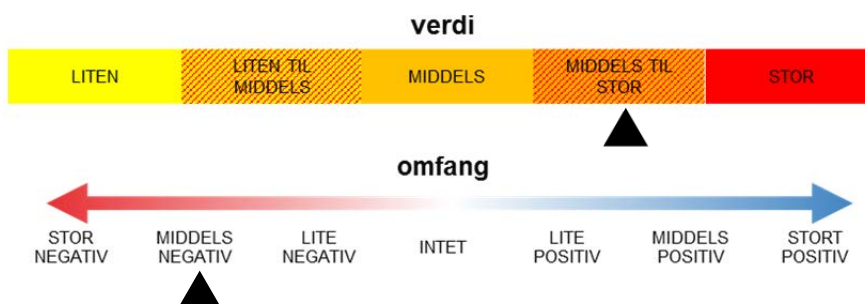 verdi
LITEN
LITEN TIL
MIDDELS
MIDDELS
MIDDELS TIL
STOR
STOR
omfang
STOR
NEGATIV
MIDDELS
NEGATIV
LITE
NEGATIV
INTET
LITE
POSITIV
MIDDELS
POSITIV
STORT
POSITIV